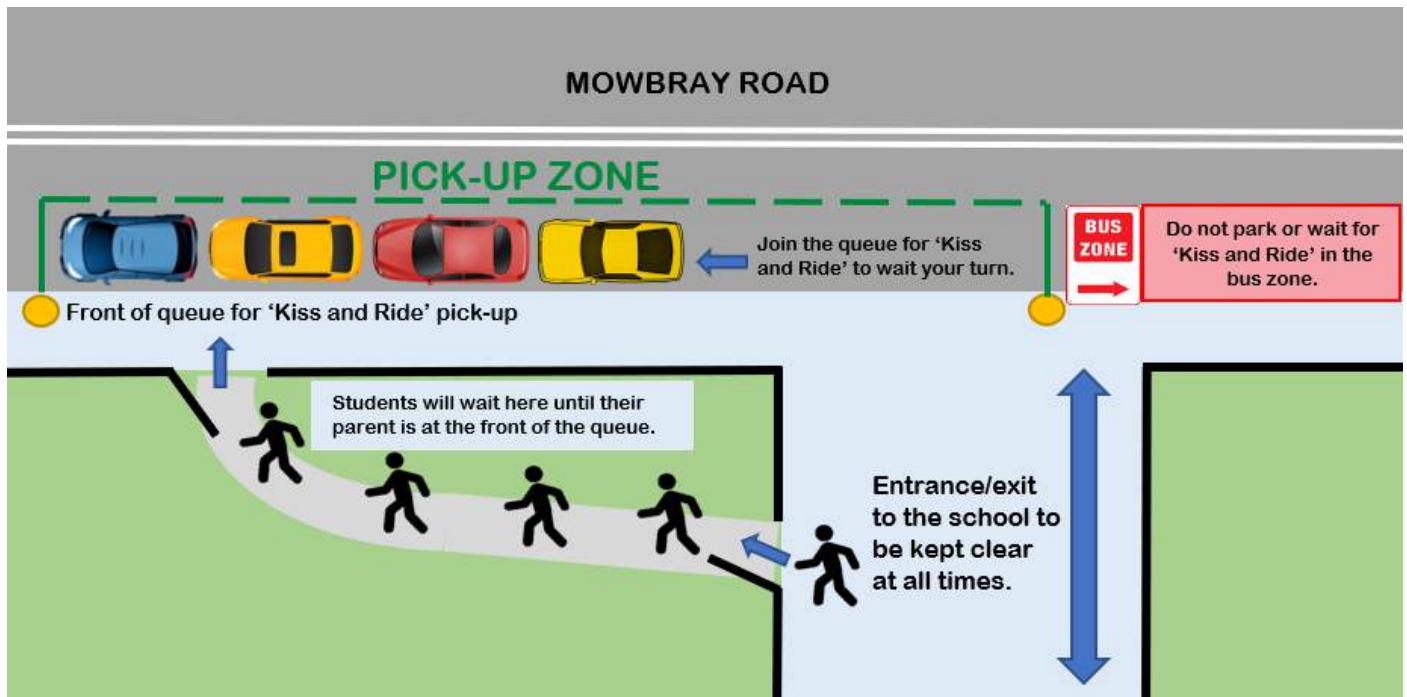 MOWBRAY ROAD
PICK-UP ZONE
Join the queue for ‘Kiss
and Ride’ to wait your turn.
BUS
ZONE
Do not park or wait for
‘Kiss and Ride’ in the
bus zone.
Front of queue for ‘Kiss and Ride’ pick-up
Students will wait here until their
parent is at the front of the queue.
Entrance/exit
to the school to
be kept clear
at all times.